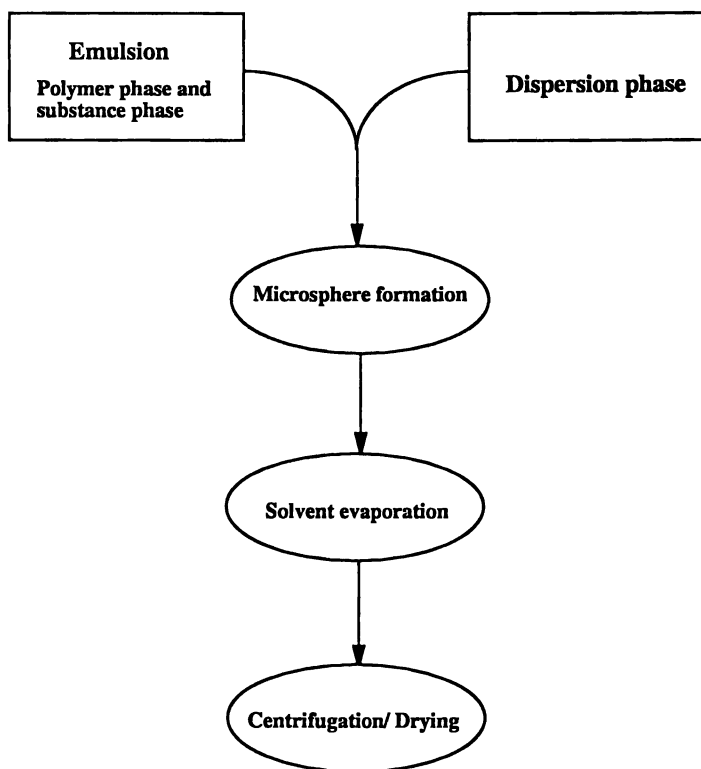 Emulsion
Polymer phase and
substance phase
Dispersion phase
Microsphere formation
Solvent evaporation
Centrifugation/ Drying